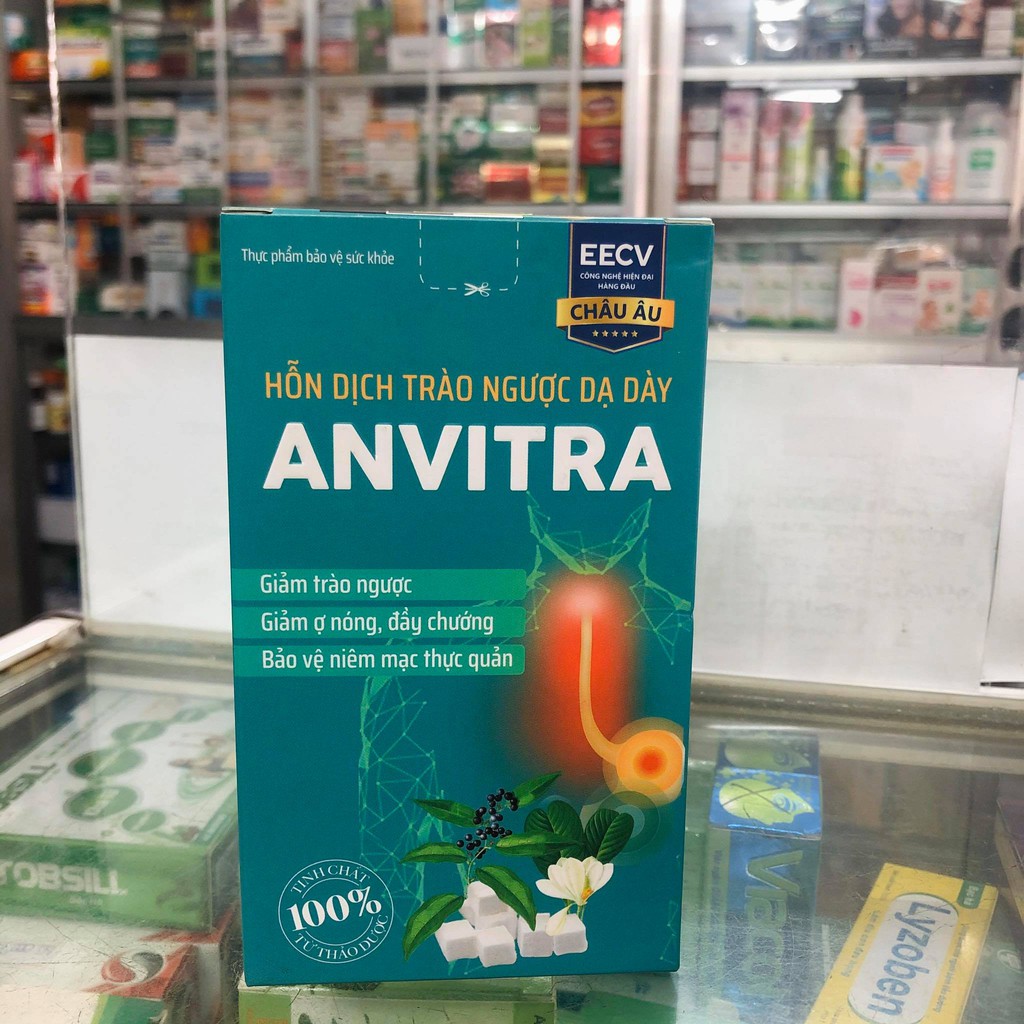 Thực phẩm bảo vệ sức khỏe
EECV
CÔNG NGHỆ HIỆN ĐẠI
HÀNG ĐẦU
CHÂU ÂU
HỖN DỊCH TRÀO NGƯỢC DẠ DÀY
ANVITRA
Giảm trào ngược
Giảm ợ nóng, đầy chướng
Bảo vệ niêm mạc thực quản
TINH CHẤT
100%
TỪ THẢO DƯỢC
TOBSILL
Lyzoben